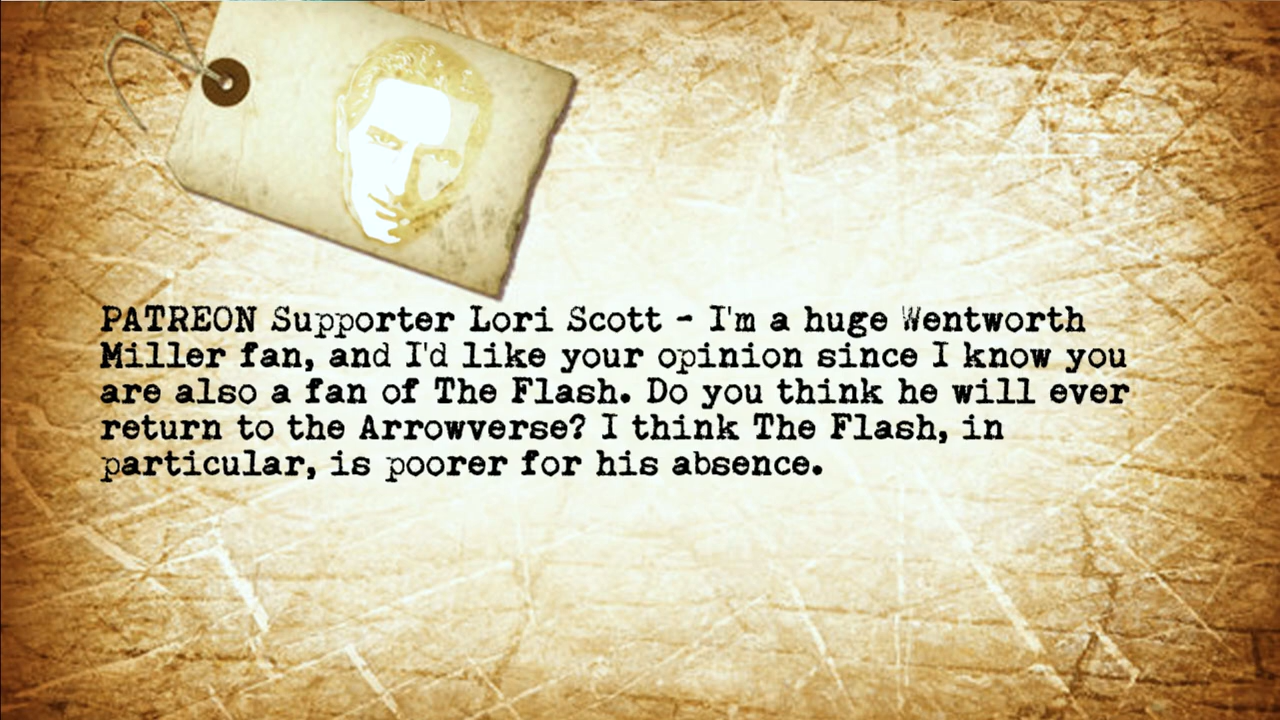 PATREON Supporter Lori Scott - I'm a huge Wentworth
Miller fan, and I'd like your opinion since I know you
are also a fan of The Flash. Do you think he will ever
return to the Arrowverse? I think The Flash, in
particular, is poorer for his absence.